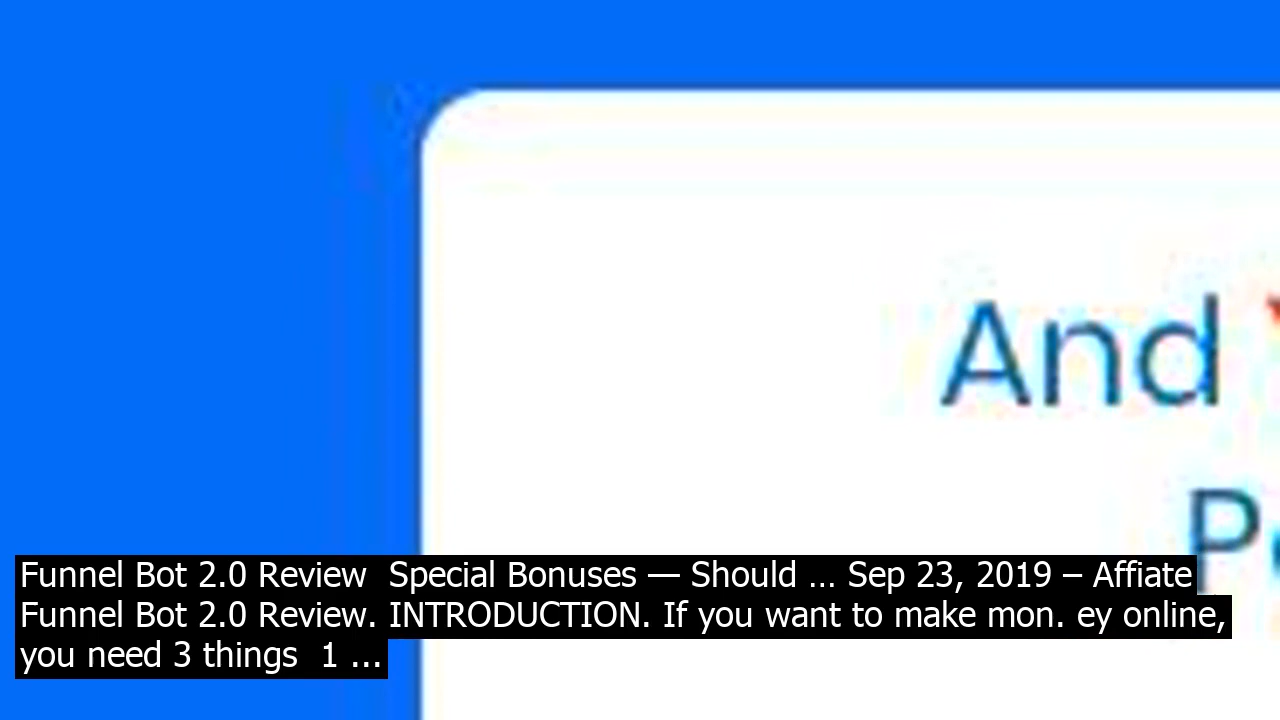 And
Funnel Bot 2.0 Review  Special Bonuses — Should ... Sep 23, 2019 – Affiate
Funnel Bot 2.0 Review. INTRODUCTION. If you want to make mon. ey online,
you need 3 things  1 ...